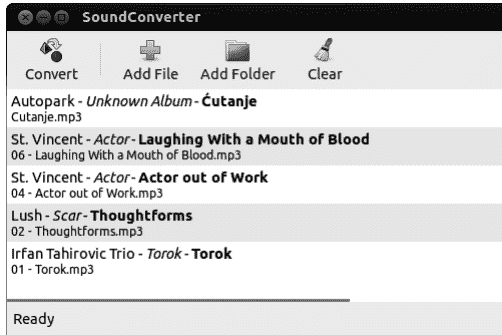 SoundConverter
Convert Add File Add Folder Clear
Autopark - Unknown Album - Ćutanje
Cutanje.mp3
St. Vincent - Actor - Laughing With a Mouth of Blood
06 - Laughing With a Mouth of Blood.mp3
St. Vincent - Actor - Actor out of Work
04 - Actor out of Work.mp3
Lush - Scar - Thoughtforms
02 - Thoughtforms.mp3
Irfan Tahirovic Trio - Torok - Torok
01 - Torok.mp3
Ready